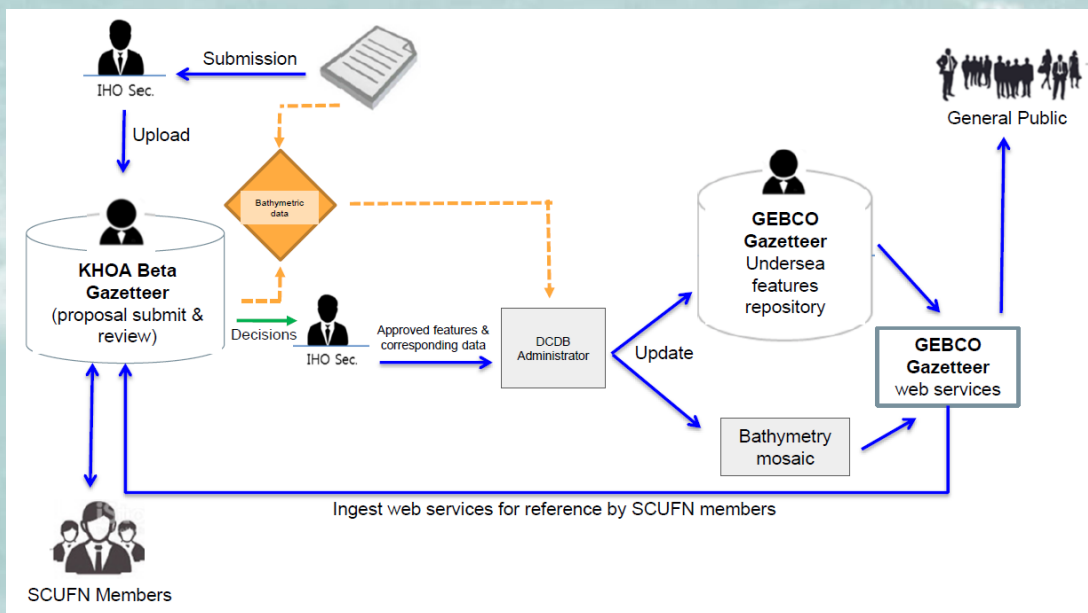 Submission
IHO Sec.
Upload
General Public
Bathymetric
data
GEBCO
Gazetteer
Undersea
features
repository
KHOA Beta
Gazetteer
(proposal submit &
review)
Decisions
IHO Sec.
Approved features &
corresponding data
DCDB
Administrator
Update
GEBCO
Gazetteer
web services
Bathymetry
mosaic
Ingest web services for reference by SCUFN members
SCUFN Members